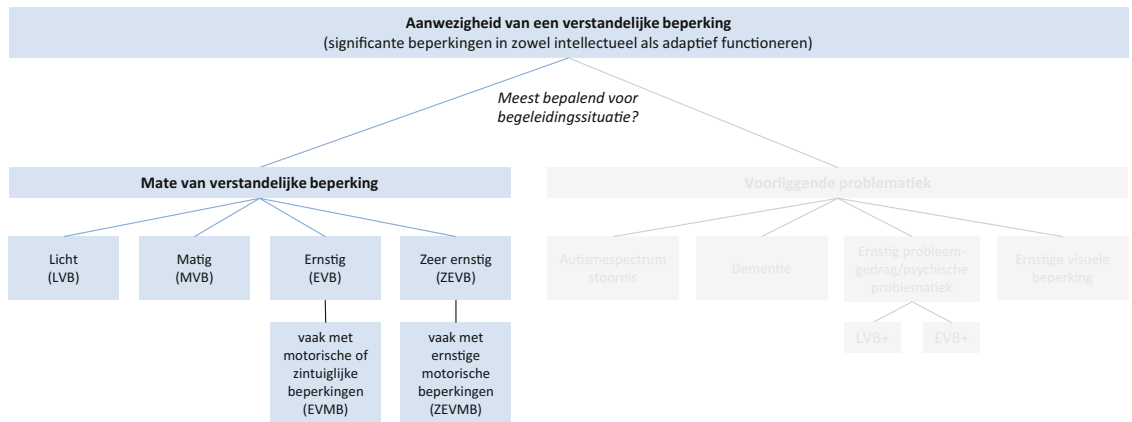 Aanwezigheid van een verstandelijke beperking
(significante beperkingen in zowel intellectueel als adaptief functioneren)
Meest bepalend voor
begeleidingssituatie?
Mate van verstandelijke beperking
Voorliggende problematiek
Licht
(LVB)
Matig
(MVB)
Ernstig
(EVB)
Zeer ernstig
(ZEVB)
Autismespectrum
stoornis
Dementie
Ernstig probleem-
gedrag/psychische
problematiek
Ernstige visuele
beperking
vaak met
motorische of
zintuiglijke
beperkingen
(EVMB)
vaak met
ernstige
motorische
beperkingen
(ZEVMB)
LVB+
EVB+